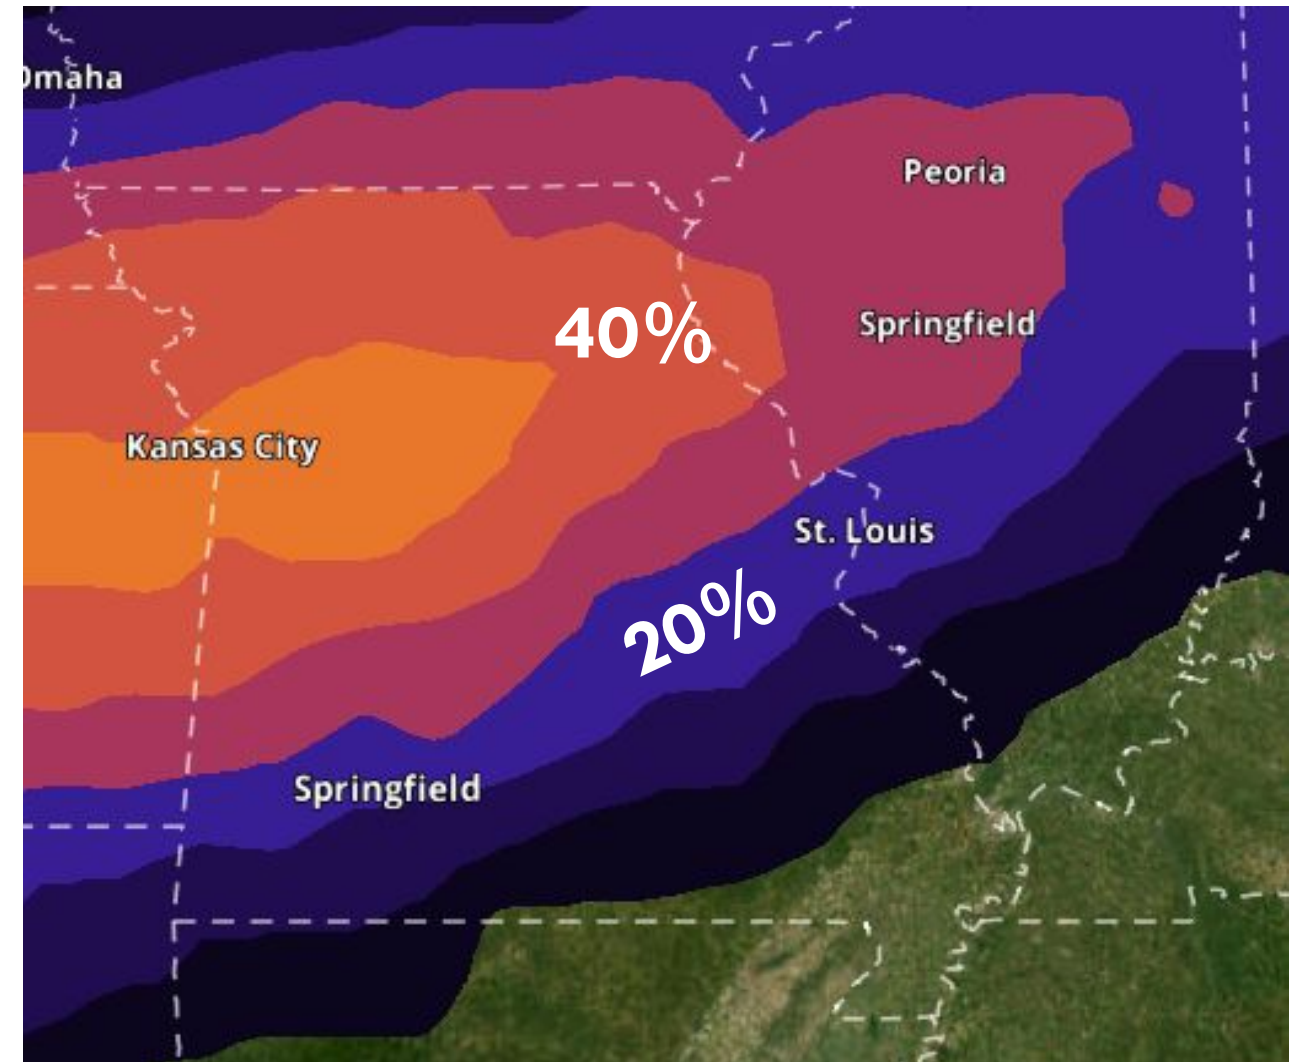 Omaha
Peoria
40%
Springfield
Kansas City
St. Louis
20%
Springfield